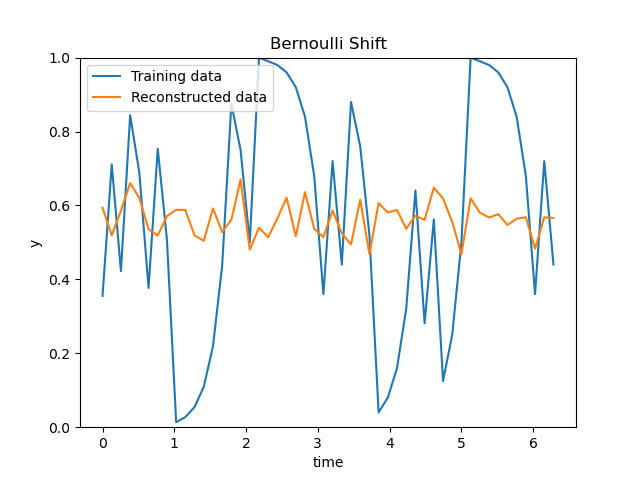 Bernoulli Shift
Training data
Reconstructed data
1.0
0.8
0.6
0.4
0.2
0.0
y
0 1 2 3 4 5 6
time